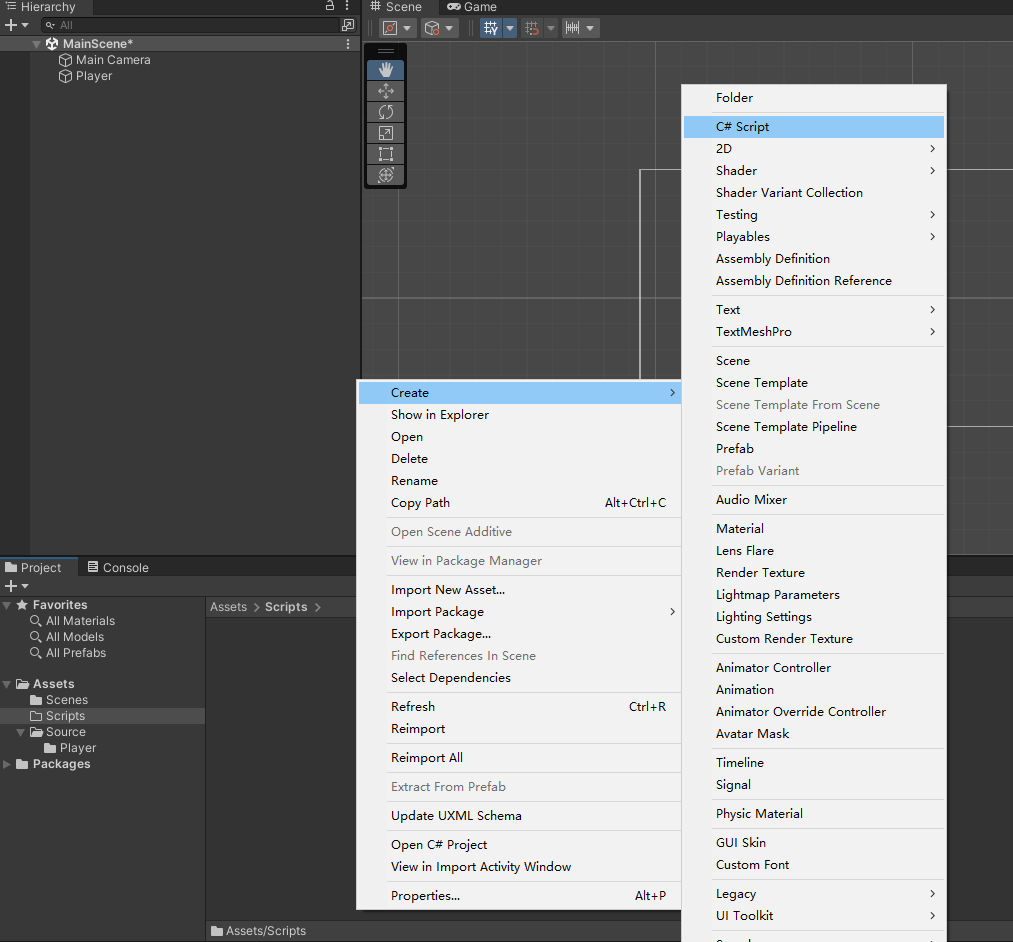 Hierarchy
All
MainScene*
Main Camera
Player
Scene
Game
Folder
C# Script
2D
Shader
Shader Variant Collection
Testing
Playables
Assembly Definition
Assembly Definition Reference
Text
TextMeshPro
Scene
Scene Template
Scene Template From Scene
Scene Template Pipeline
Prefab
Prefab Variant
Audio Mixer
Material
Lens Flare
Render Texture
Lightmap Parameters
Lighting Settings
Custom Render Texture
Animator Controller
Animation
Animator Override Controller
Avatar Mask
Timeline
Signal
Physic Material
GUI Skin
Custom Font
Legacy
UI Toolkit
Create
Show in Explorer
Open
Delete
Rename
Copy Path Alt+Ctrl+C
Open Scene Additive
View in Package Manager
Import New Asset...
Import Package
Export Package...
Find References In Scene
Select Dependencies
Refresh Ctrl+R
Reimport
Reimport All
Extract From Prefab
Update UXML Schema
Open C# Project
View in Import Activity Window
Properties... Alt+P
Project
Console
Favorites
All Materials
All Models
All Prefabs
Assets
Scenes
Scripts
Source
Player
Packages
Assets > Scripts >
Assets/Scripts